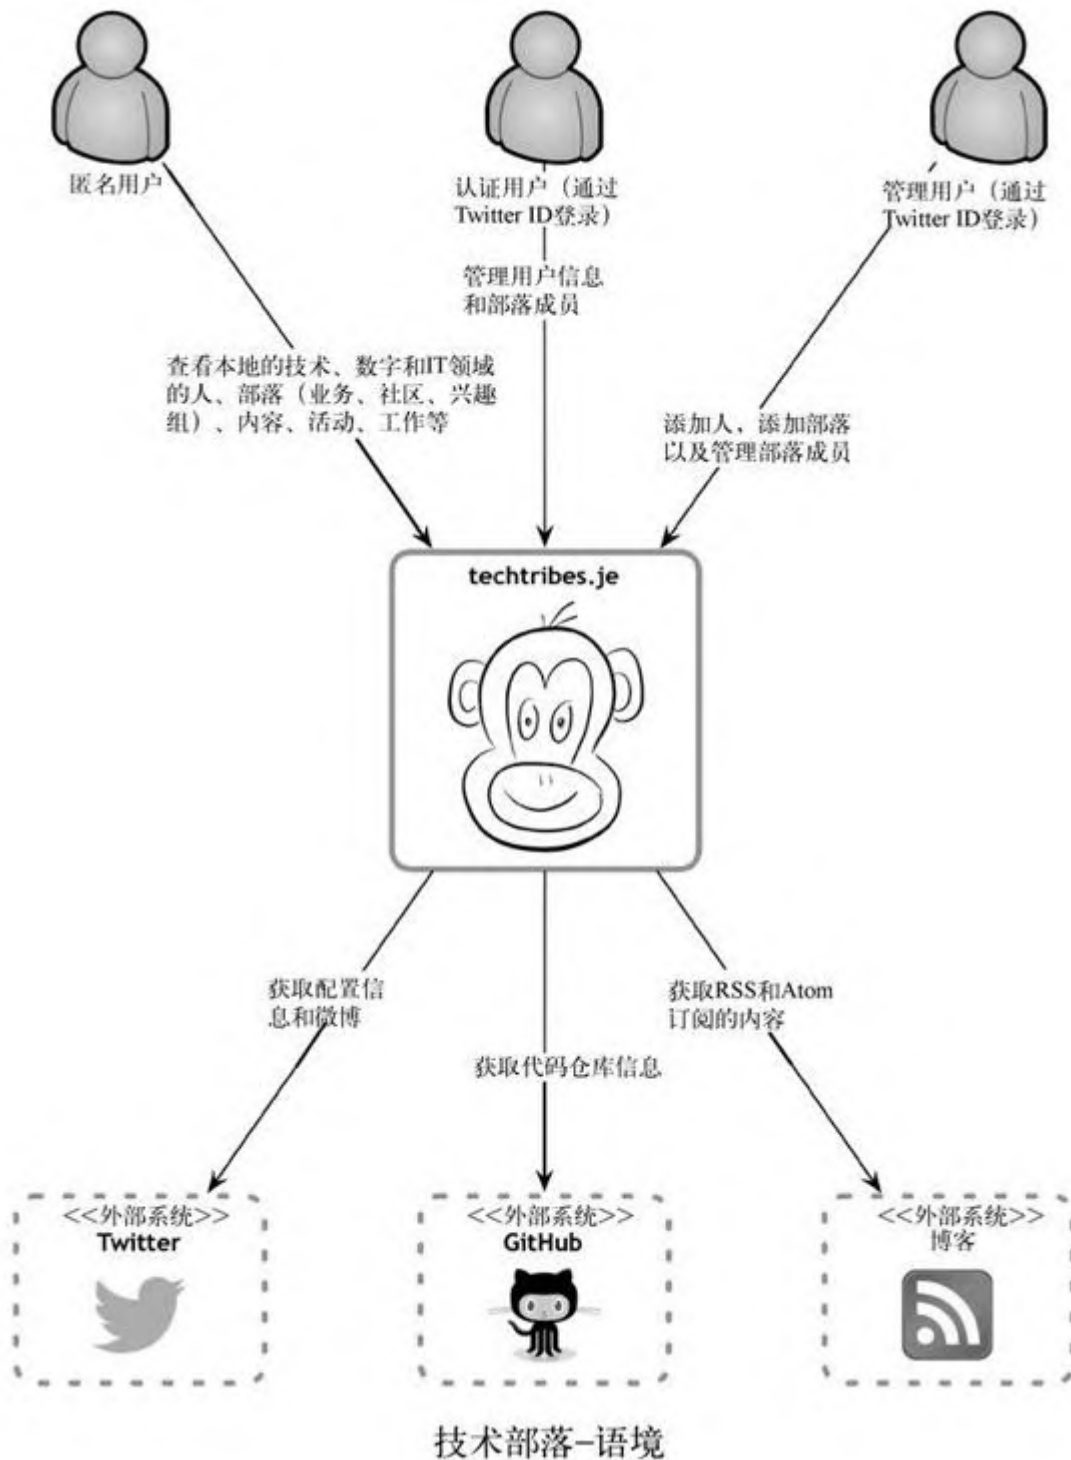 匿名用户
认证用户（通过
Twitter ID登录）
管理用户（通过
Twitter ID登录）
管理用户信息
和部落成员
查看本地的技术、数字和IT领域
的人、部落（业务、社区、兴趣
组）、内容、活动、工作等
添加人，添加部落
以及管理部落成员
techtribes.je
获取配置信
息和微博
获取代码仓库信息
获取RSS和Atom
订阅的内容
<<外部系统>>
Twitter
<<外部系统>>
GitHub
<<外部系统>>
博客
技术部落-语境